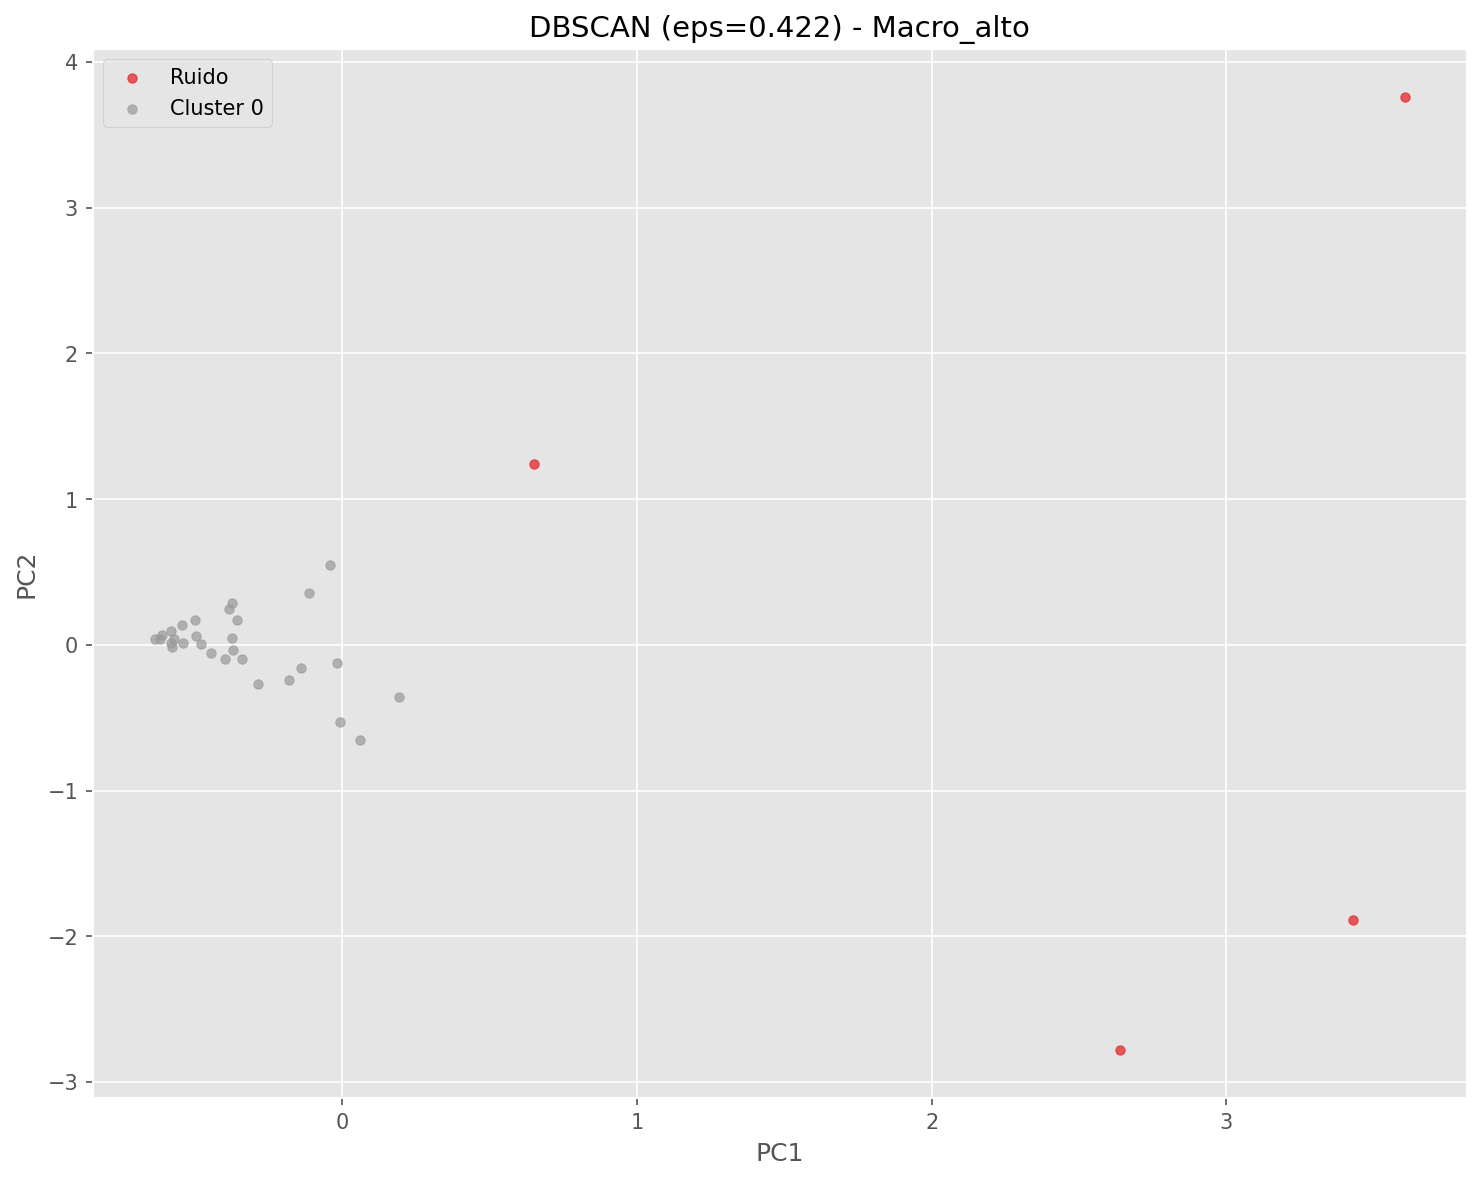 DBSCAN (eps=0.422) - Macro_alto
Ruido
Cluster 0
4
3
2
1
0
−1
−2
−3
PC2
0 1 2 3
PC1